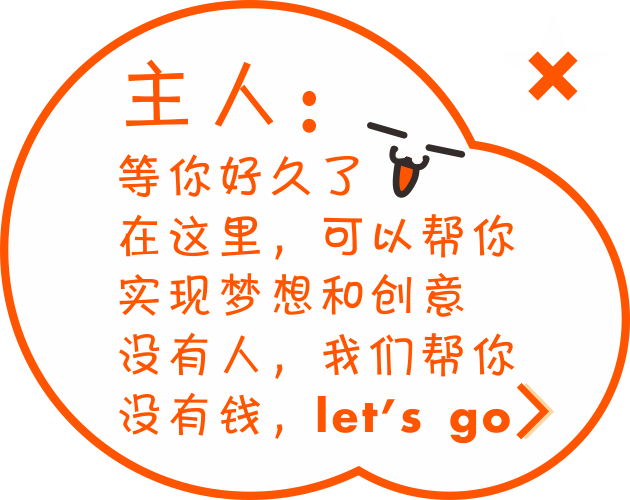 主人：
等你好久了
在这里，可以帮你
实现梦想和创意
没有人，我们帮你
没有钱，let's go